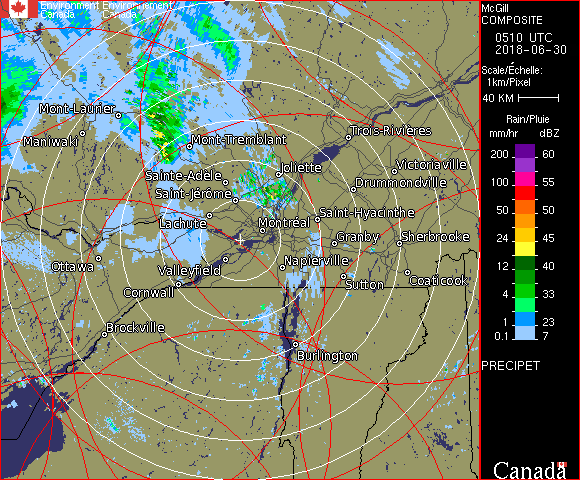 Environment Environnement
Canada Canada
McGill
COMPOSITE
0510 UTC
2018-06-30
Scale/Échelle:
1km/Pixel
40 KM
Rain/Pluie
mm/hr dBZ
200 60
100 55
50 50
24 45
12 40
4 33
1 23
0.1 7
PRECIPET
Canada
Mont-Laurier
Maniwaki
Mont-Tremblant
Trois-Rivières
Sainte-Adèle
Joliette
Victoriaville
Saint-Jérôme
Drummondville
Lachute
Montréal
Saint-Hyacinthe
Granby
Sherbrooke
Ottawa
Valleyfield
Napierville
Cornwall
Sutton
Coaticook
Brockville
Burlington